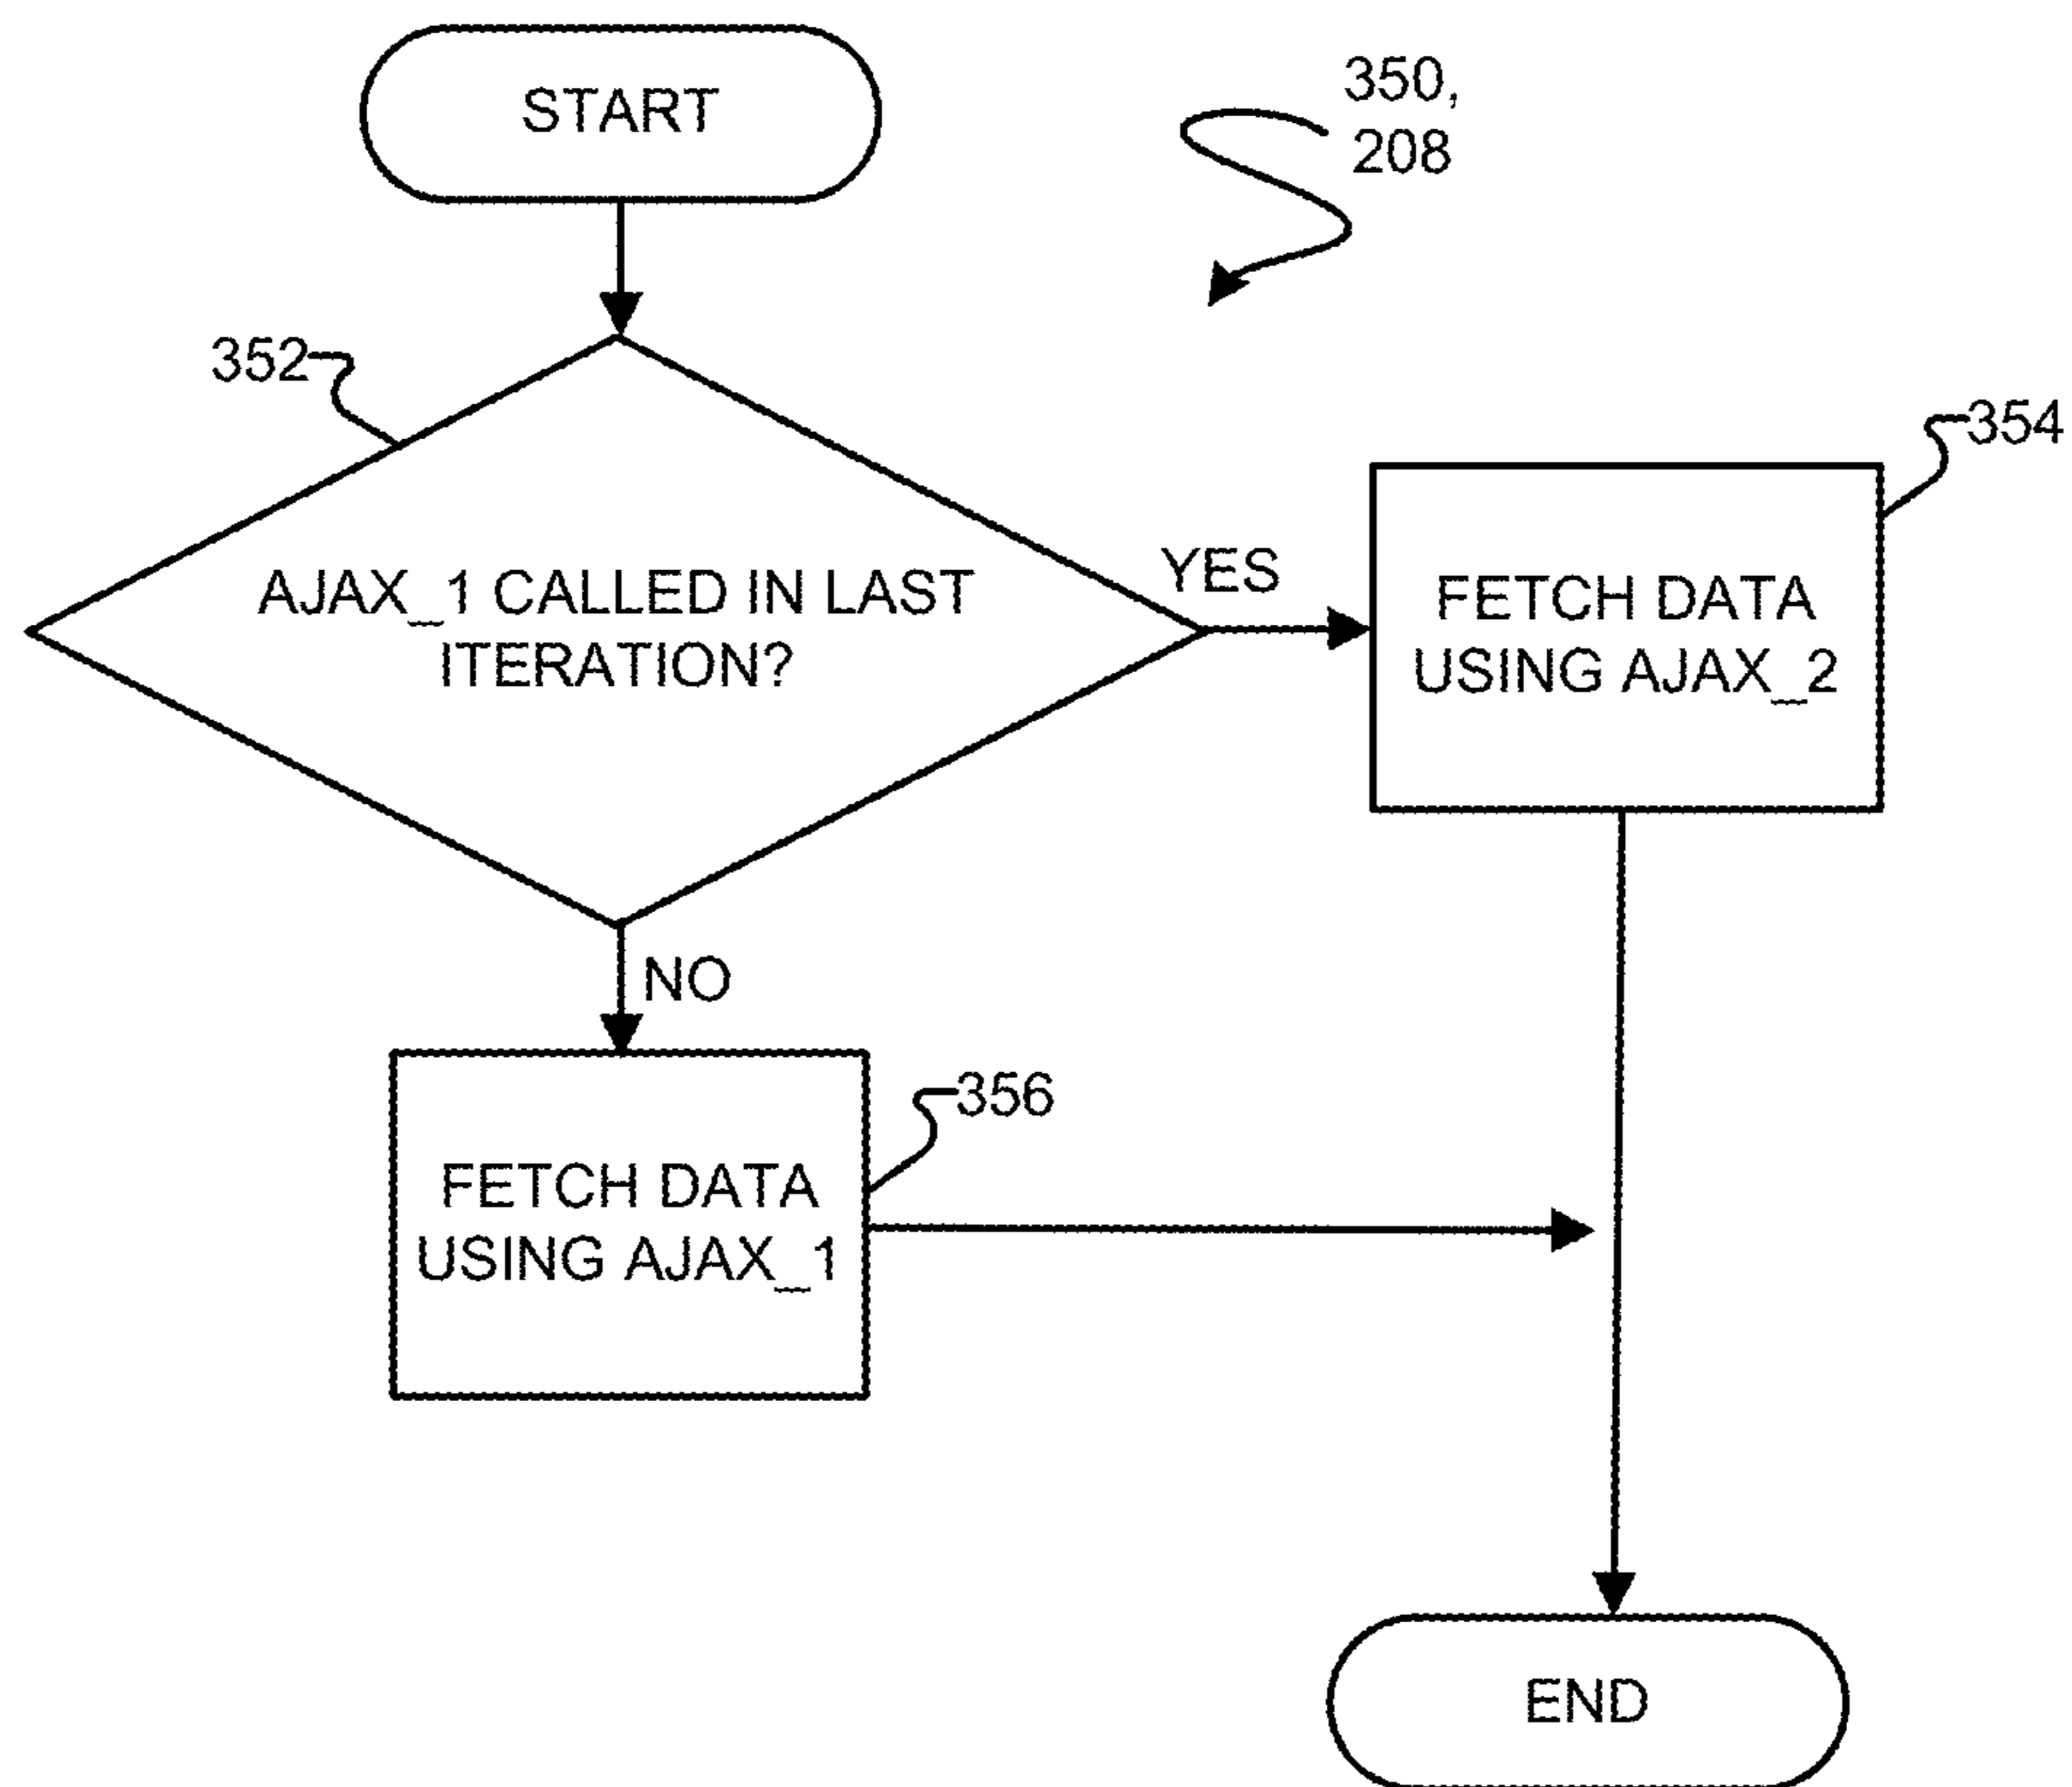 START
350,
208
352
354
AJAX_1 CALLED IN LAST
ITERATION?
YES
FETCH DATA
USING AJAX_2
NO
356
FETCH DATA
USING AJAX_1
END